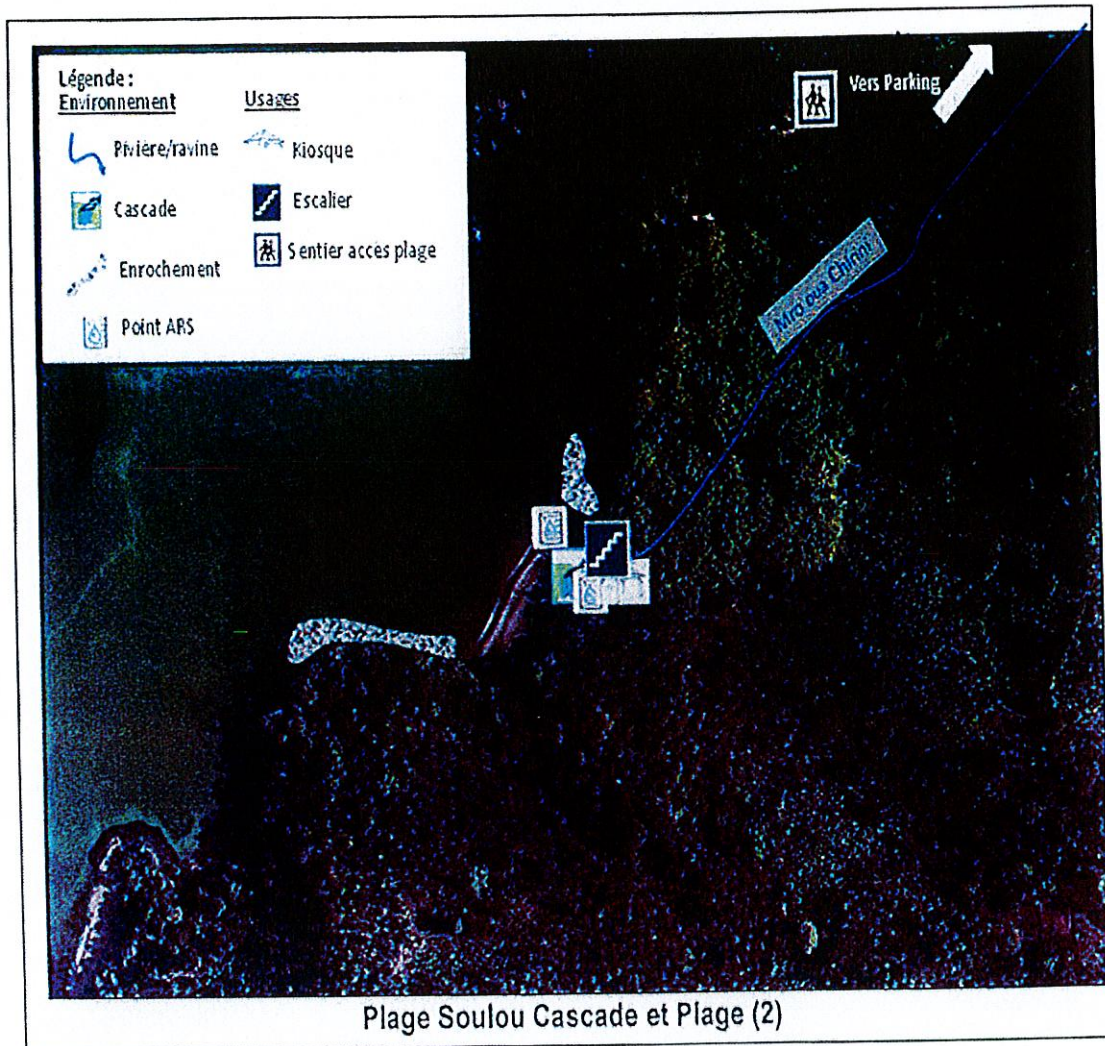 Légende :
Environnement
Usages
Rivière/ravine
Kiosque
Cascade
Escalier
Sentier accès plage
Enrochement
Point ARS
Vers Parking
Plage Soulou Cascade et Plage (2)